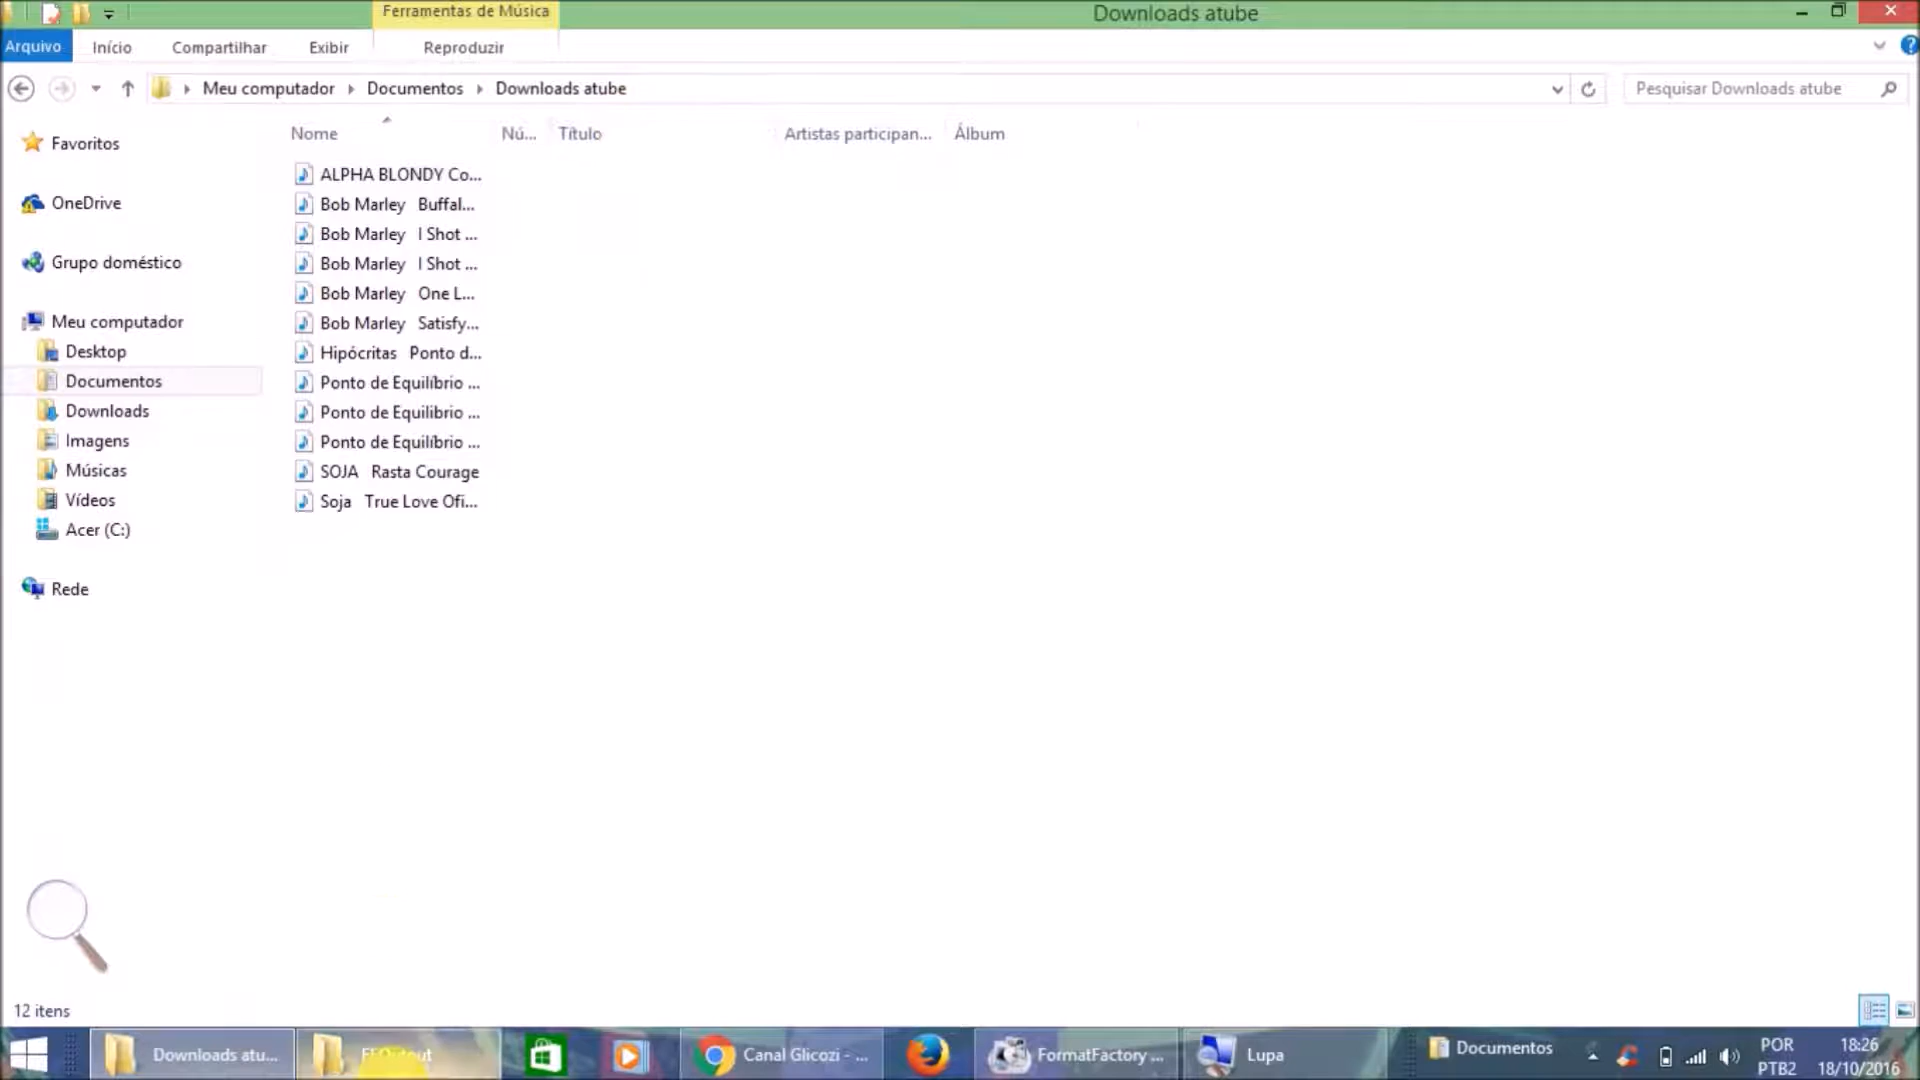 Ferramentas de Música
Downloads atube
Arquivo Início Compartilhar Exibir Reproduzir
Meu computador Documentos Downloads atube
Pesquisar Downloads atube
Nome Nú... Título Artistas participan... Álbum
Favoritos
OneDrive
Grupo doméstico
Meu computador
Desktop
Documentos
Downloads
Imagens
Músicas
Vídeos
Acer (C:)
Rede
ALPHA BLONDY Co...
Bob Marley Buffal...
Bob Marley I Shot ...
Bob Marley I Shot ...
Bob Marley One L...
Bob Marley Satisfy...
Hipócritas Ponto d...
Ponto de Equilíbrio ...
Ponto de Equilibrio ...
Ponto de Equilíbrio ...
SOJA Rasta Courage
Soja True Love Ofi...
12 itens
Downloads atu...
FFOutput
Canal Glicozi - ...
FormatFactory ...
Lupa
Documentos
POR
PTB2
18:26
18/10/2016